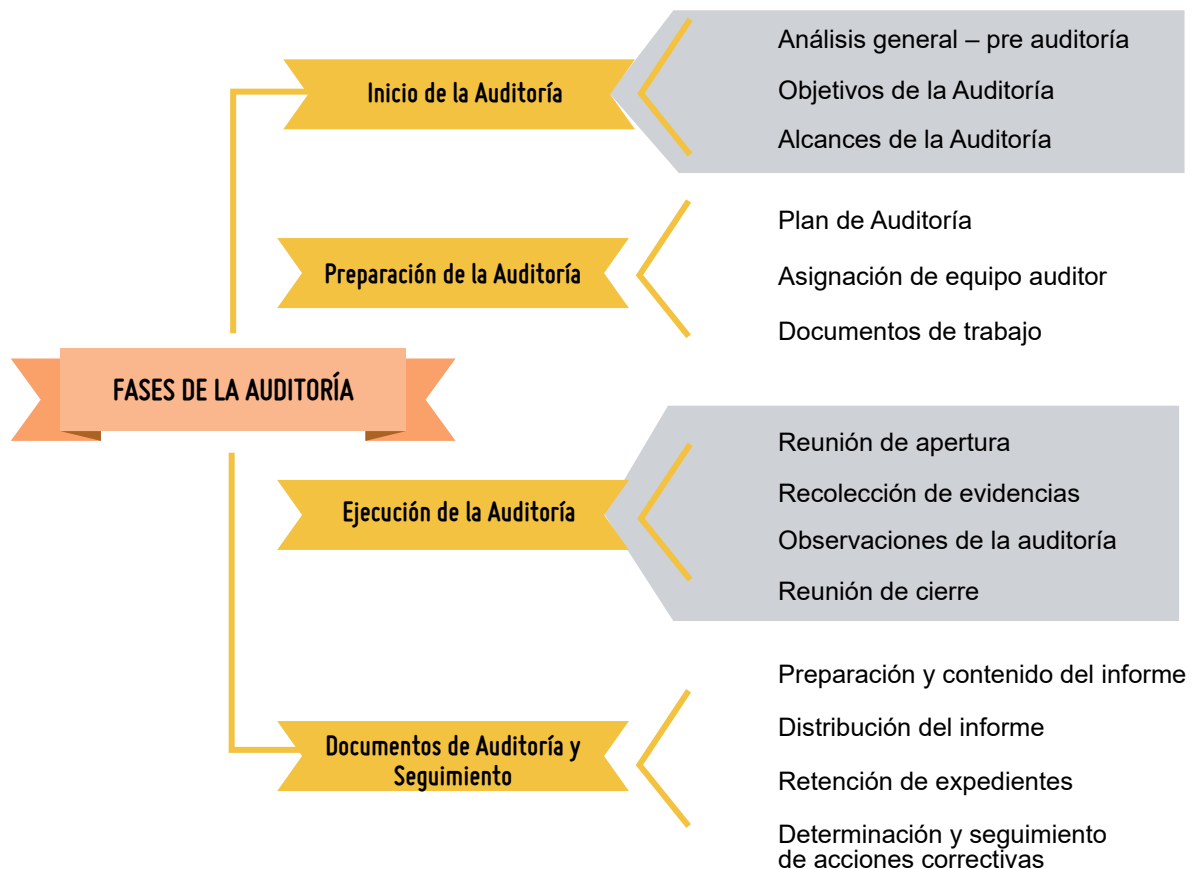 FASES DE LA AUDITORÍA
Inicio de la Auditoría
Análisis general – pre auditoría
Objetivos de la Auditoría
Alcances de la Auditoría
Preparación de la Auditoría
Plan de Auditoría
Asignación de equipo auditor
Documentos de trabajo
Ejecución de la Auditoría
Reunión de apertura
Recolección de evidencias
Observaciones de la auditoría
Reunión de cierre
Documentos de Auditoría y
Seguimiento
Preparación y contenido del informe
Distribución del informe
Retención de expedientes
Determinación y seguimiento
de acciones correctivas